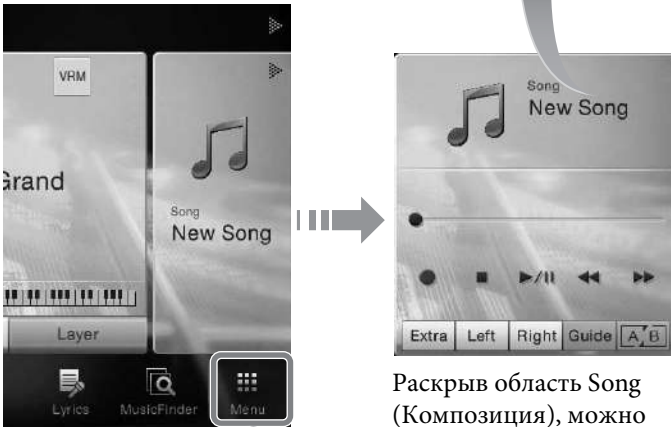 VRM
Grand
Song
New Song
Layer
Lyrics
MusicFinder
Menu
Song
New Song
Extra
Left
Right
Guide
A
B
Раскрыв область Song
(Композиция), можно